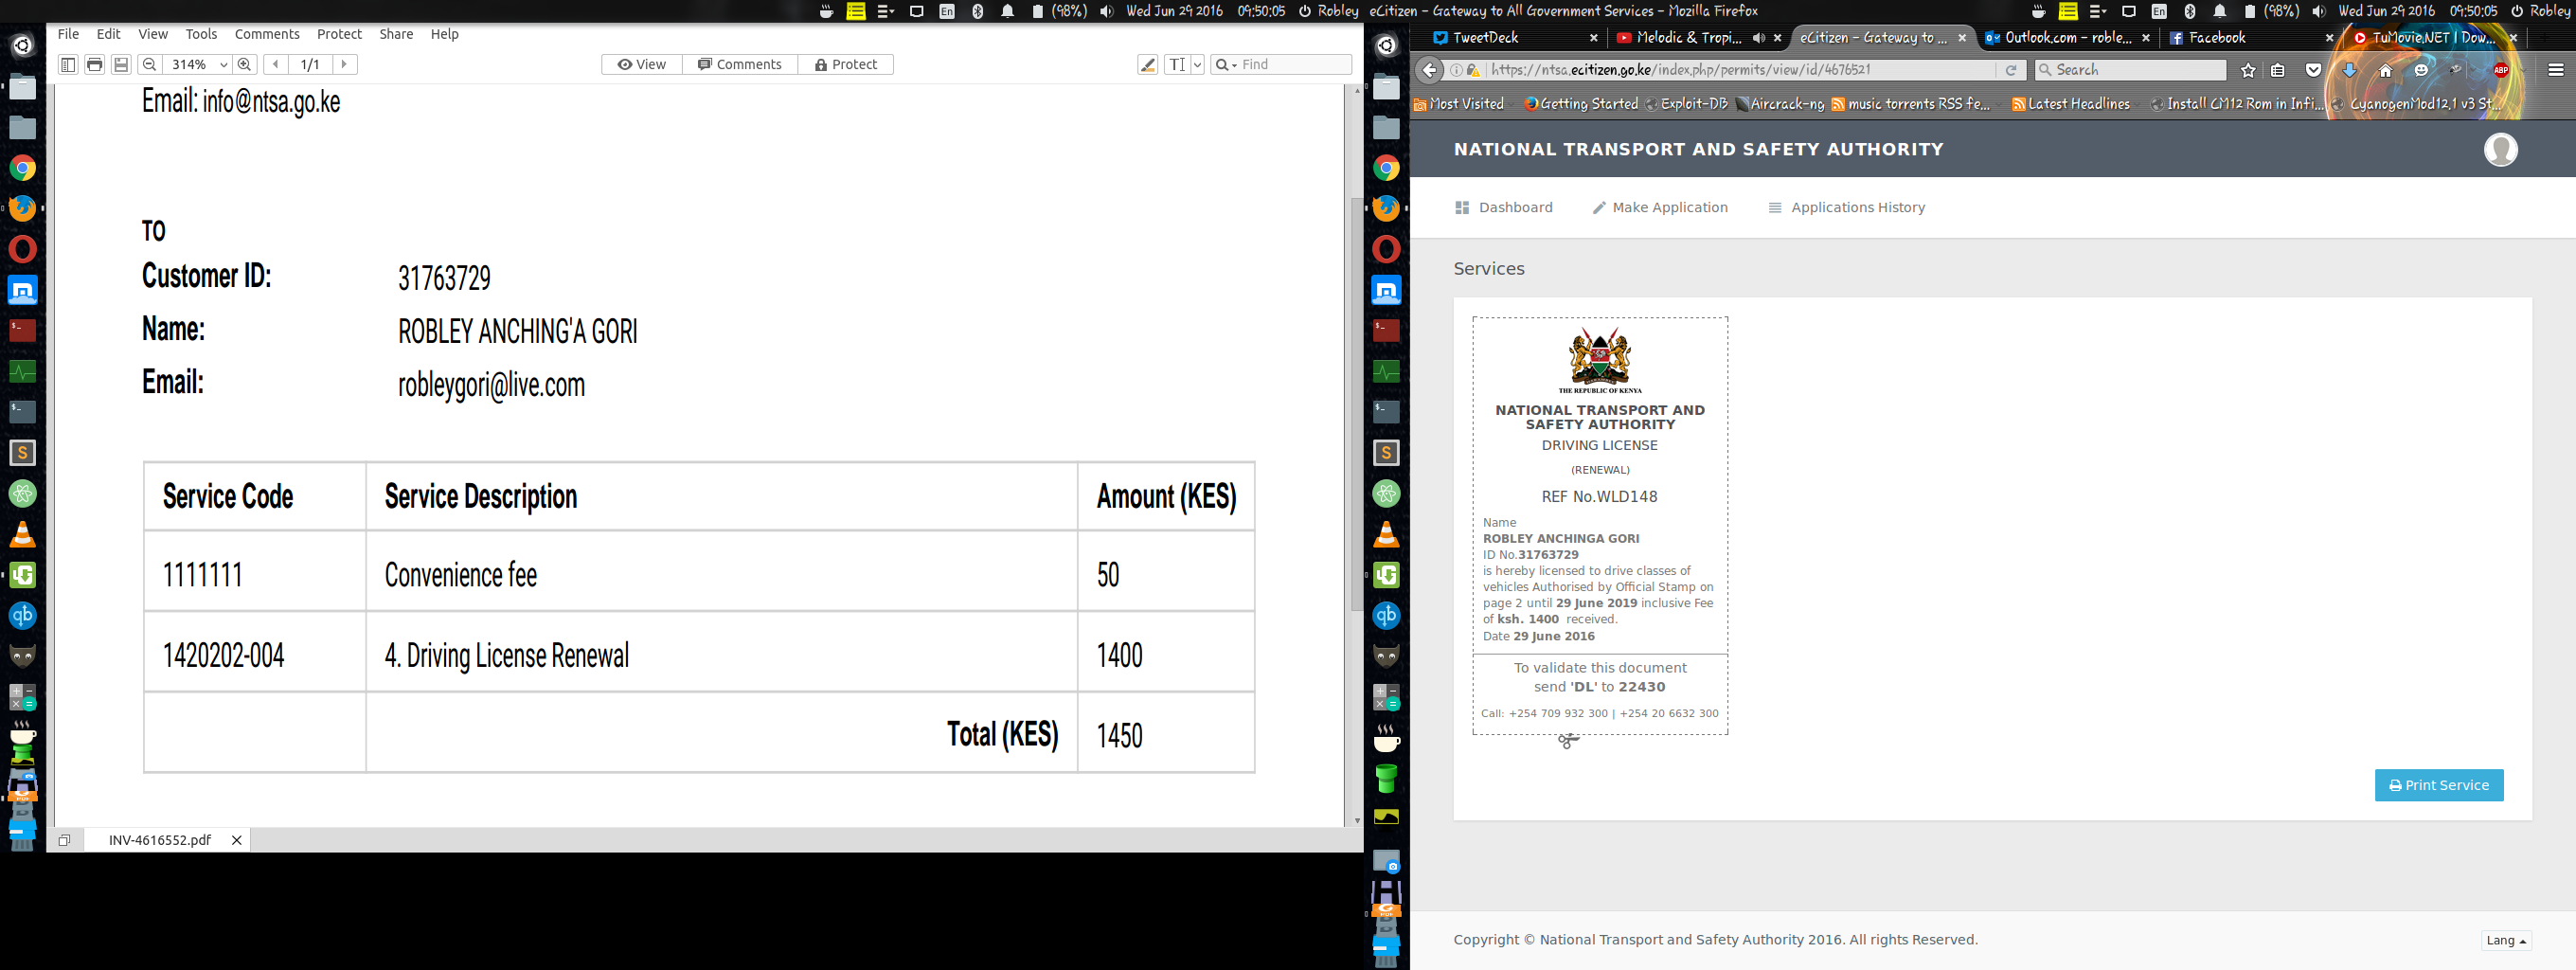 (98%) Wed Jun 29 2016 09:50:05 Robley eCitizen – Gateway to All Government Services - Mozilla Firefox
En
(98%) Wed Jun 29 2016 09:50:05 Robley
En
File Edit View Tools Comments Protect Share Help
314% 1/1 View Comments Protect Find
Email: info@ntsa.go.ke
TO
Customer ID: 31763729
Name: ROBLEY ANCHING'A GORI
Email: robleygori@live.com
Service Code Service Description Amount (KES)
1111111 Convenience fee 50
1420202-004 4. Driving License Renewal 1400
Total (KES) 1450
INV-4616552.pdf
TweetDeck Melodic & Tropi... eCitizen – Gateway to ... Outlook.com - roble... Facebook TuMovie.NET | Dow...
https://ntsa.ecitizen.go.ke/index.php/permits/view/id/4676521 Search ABP
Most Visited Getting Started Exploit-DB Aircrack-ng music torrents RSS fe... Latest Headlines Install CM12 Rom in Infi... CyanogenMod12.1 v3 St...
NATIONAL TRANSPORT AND SAFETY AUTHORITY
Dashboard Make Application Applications History
Services
THE REPUBLIC OF KENYA
NATIONAL TRANSPORT AND
SAFETY AUTHORITY
DRIVING LICENSE
(RENEWAL)
REF No.WLD148
Name
ROBLEY ANCHINGA GORI
ID No.31763729
is hereby licensed to drive classes of
vehicles Authorised by Official Stamp on
page 2 until 29 June 2019 inclusive Fee
of ksh. 1400 received.
Date 29 June 2016
To validate this document
send 'DL' to 22430
Call: +254 709 932 300 | +254 20 6632 300
Print Service
Copyright © National Transport and Safety Authority 2016. All rights Reserved.
Lang